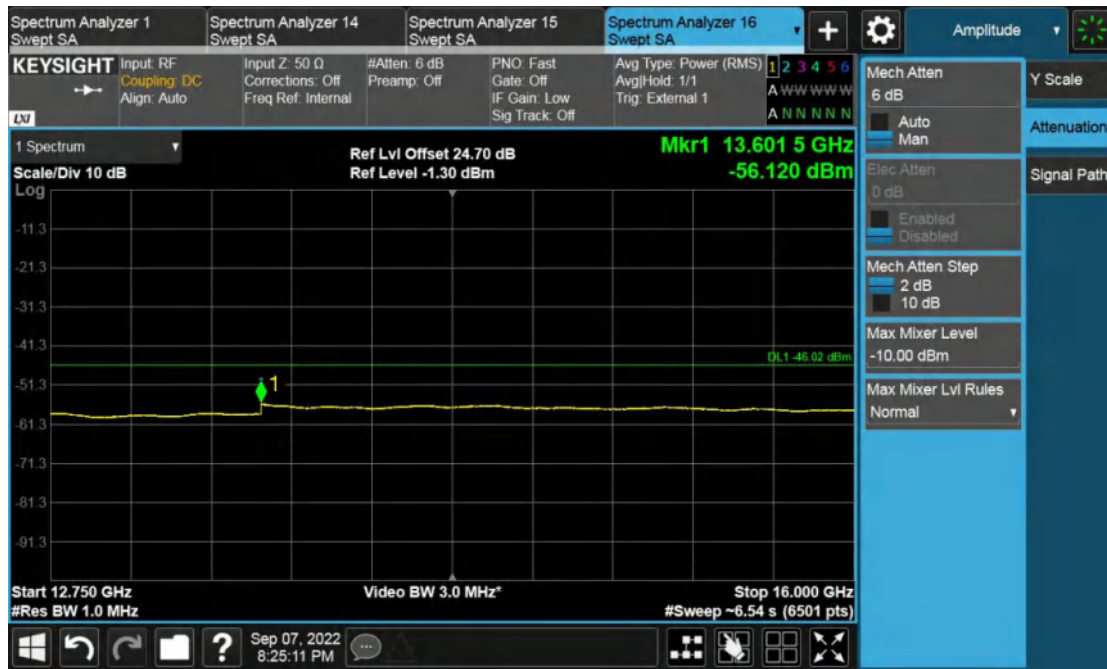 Spectrum Analyzer 1
Swept SA
Spectrum Analyzer 14
Swept SA
Spectrum Analyzer 15
Swept SA
Spectrum Analyzer 16
Swept SA
Amplitude
KEYSIGHT
LXI
Input: RF
Coupling: DC
Align: Auto
Input Z: 50 Ω
Corrections: Off
Freq Ref: Internal
#Atten: 6 dB
Preamp: Off
PNO: Fast
Gate: Off
IF Gain: Low
Sig Track: Off
Avg Type: Power (RMS)
Avg|Hold: 1/1
Trig: External 1
1 2 3 4 5 6
A W W W W W
A N N N N N
1 Spectrum
Scale/Div 10 dB
Log
Ref Lvl Offset 24.70 dB
Ref Level -1.30 dBm
Mkr1 13.601 5 GHz
-56.120 dBm
-11.3
-21.3
-31.3
-41.3
DL1 -46.02 dBm
-51.3
1
-61.3
-71.3
-81.3
-91.3
Start 12.750 GHz
#Res BW 1.0 MHz
Video BW 3.0 MHz*
Stop 16.000 GHz
#Sweep ~6.54 s (6501 pts)
Sep 07, 2022
8:25:11 PM
Mech Atten
6 dB
Auto
Man
Elec Atten
0 dB
Enabled
Disabled
Mech Atten Step
2 dB
10 dB
Max Mixer Level
-10.00 dBm
Max Mixer Lvl Rules
Normal
Y Scale
Attenuation
Signal Path